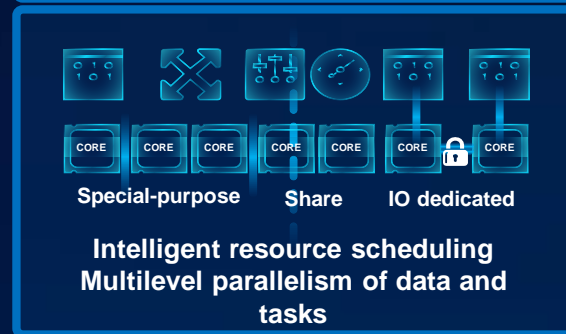 CORE CORE CORE CORE CORE CORE CORE
Special-purpose Share IO dedicated
Intelligent resource scheduling
Multilevel parallelism of data and
tasks